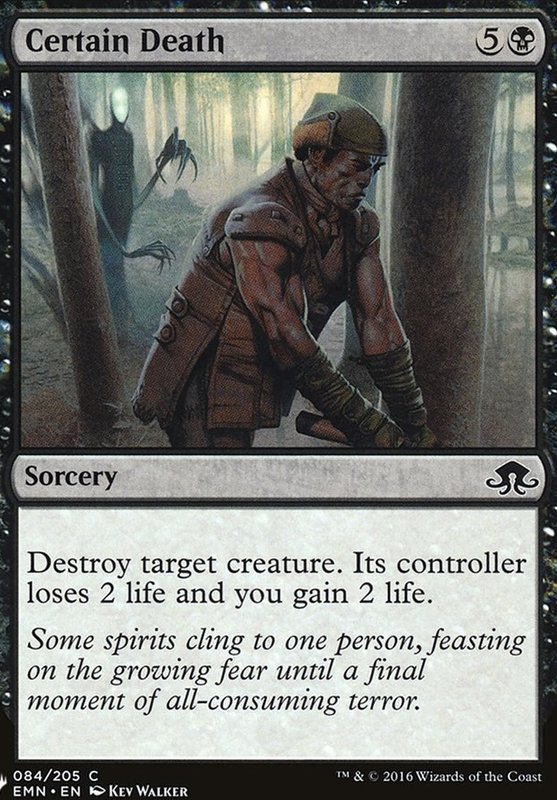 Certain Death 5
Sorcery
Destroy target creature. Its controller
loses 2 life and you gain 2 life.
Some spirits cling to one person, feasting
on the growing fear until a final
moment of all-consuming terror.
084/205 C
EMN • EN Kev Walker
™ & © 2016 Wizards of the Coast